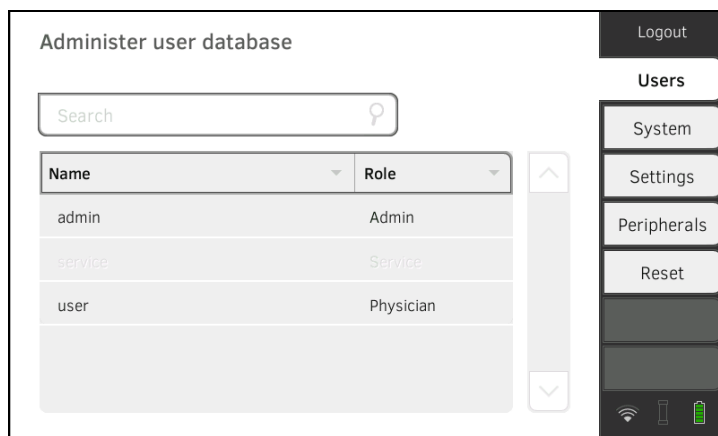 Administer user database
Search
Name Role
admin Admin
service Service
user Physician
Logout
Users
System
Settings
Peripherals
Reset